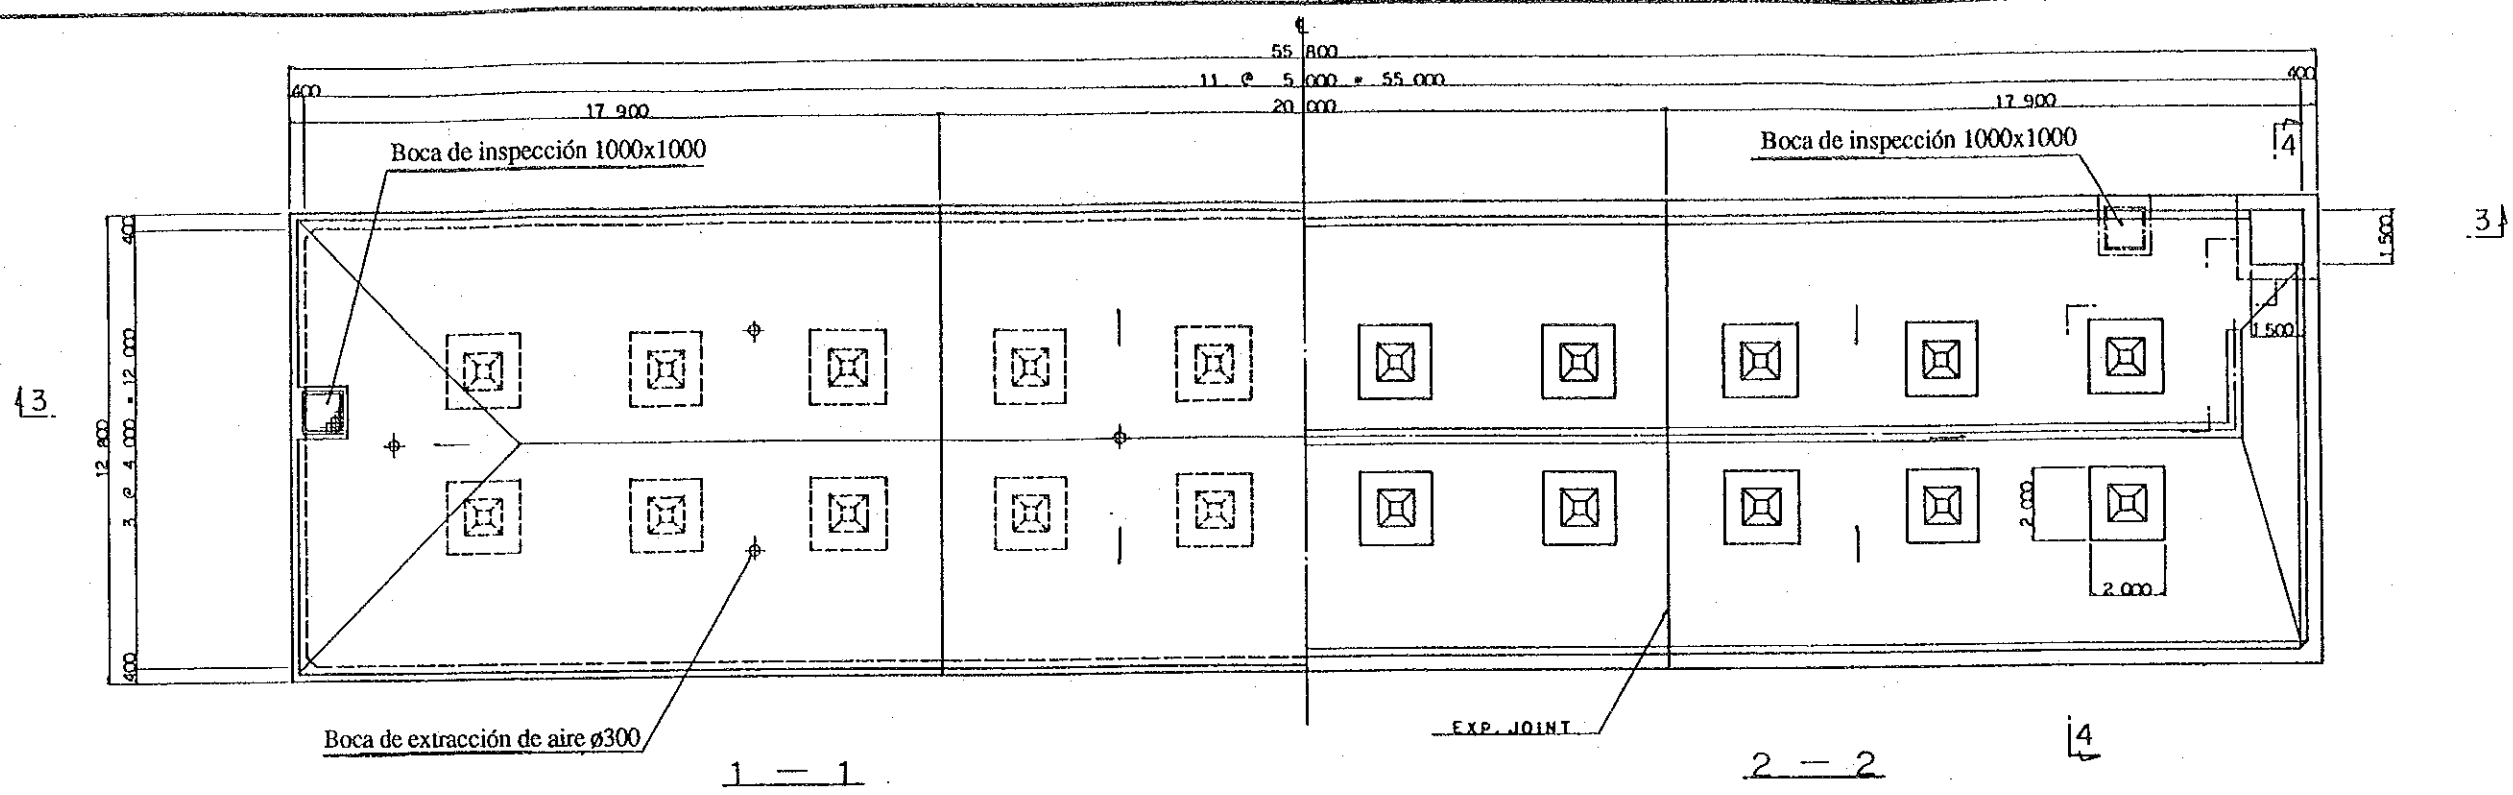 ℄
55 800
11 @ 5 000 = 55 000
400
400
17 900
20 000
17 900
Boca de inspección 1000x1000
Boca de inspección 1000x1000
4
3
3
400
12 800
3 @ 4 000 = 12 000
400
1 500
1 500
2 000
2 000
Boca de extracción de aire ø300
EXP. JOINT
4
1 — 1
2 — 2